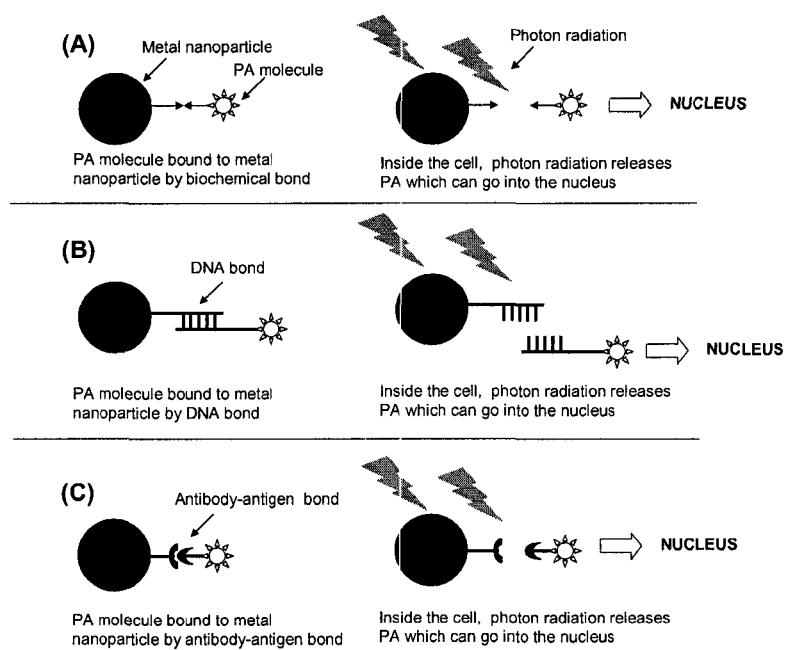 (A)
Metal nanoparticle
PA molecule
PA molecule bound to metal
nanoparticle by biochemical bond
Photon radiation
NUCLEUS
Inside the cell, photon radiation releases
PA which can go into the nucleus
(B)
DNA bond
PA molecule bound to metal
nanoparticle by DNA bond
NUCLEUS
Inside the cell, photon radiation releases
PA which can go into the nucleus
(C)
Antibody-antigen bond
PA molecule bound to metal
nanoparticle by antibody-antigen bond
NUCLEUS
Inside the cell, photon radiation releases
PA which can go into the nucleus